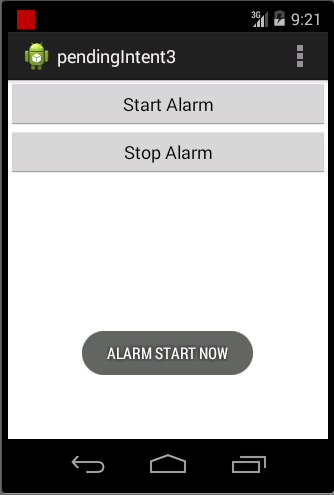 3G 9:21
pendingIntent3
Start Alarm
Stop Alarm
ALARM START NOW